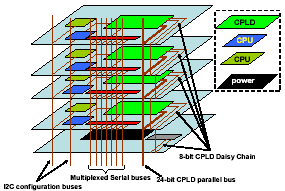 CPLD
CPU
CPU
power
8-bit CPLD Daisy Chain
Multiplexed Serial buses
24-bit CPLD parallel bus
I2C configuration buses